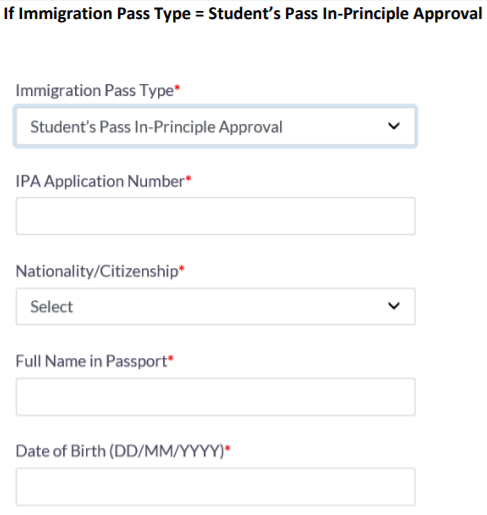 If Immigration Pass Type = Student’s Pass In-Principle Approval
Immigration Pass Type*
Student's Pass In-Principle Approval
IPA Application Number*
Nationality/Citizenship*
Select
Full Name in Passport*
Date of Birth (DD/MM/YYYY)*